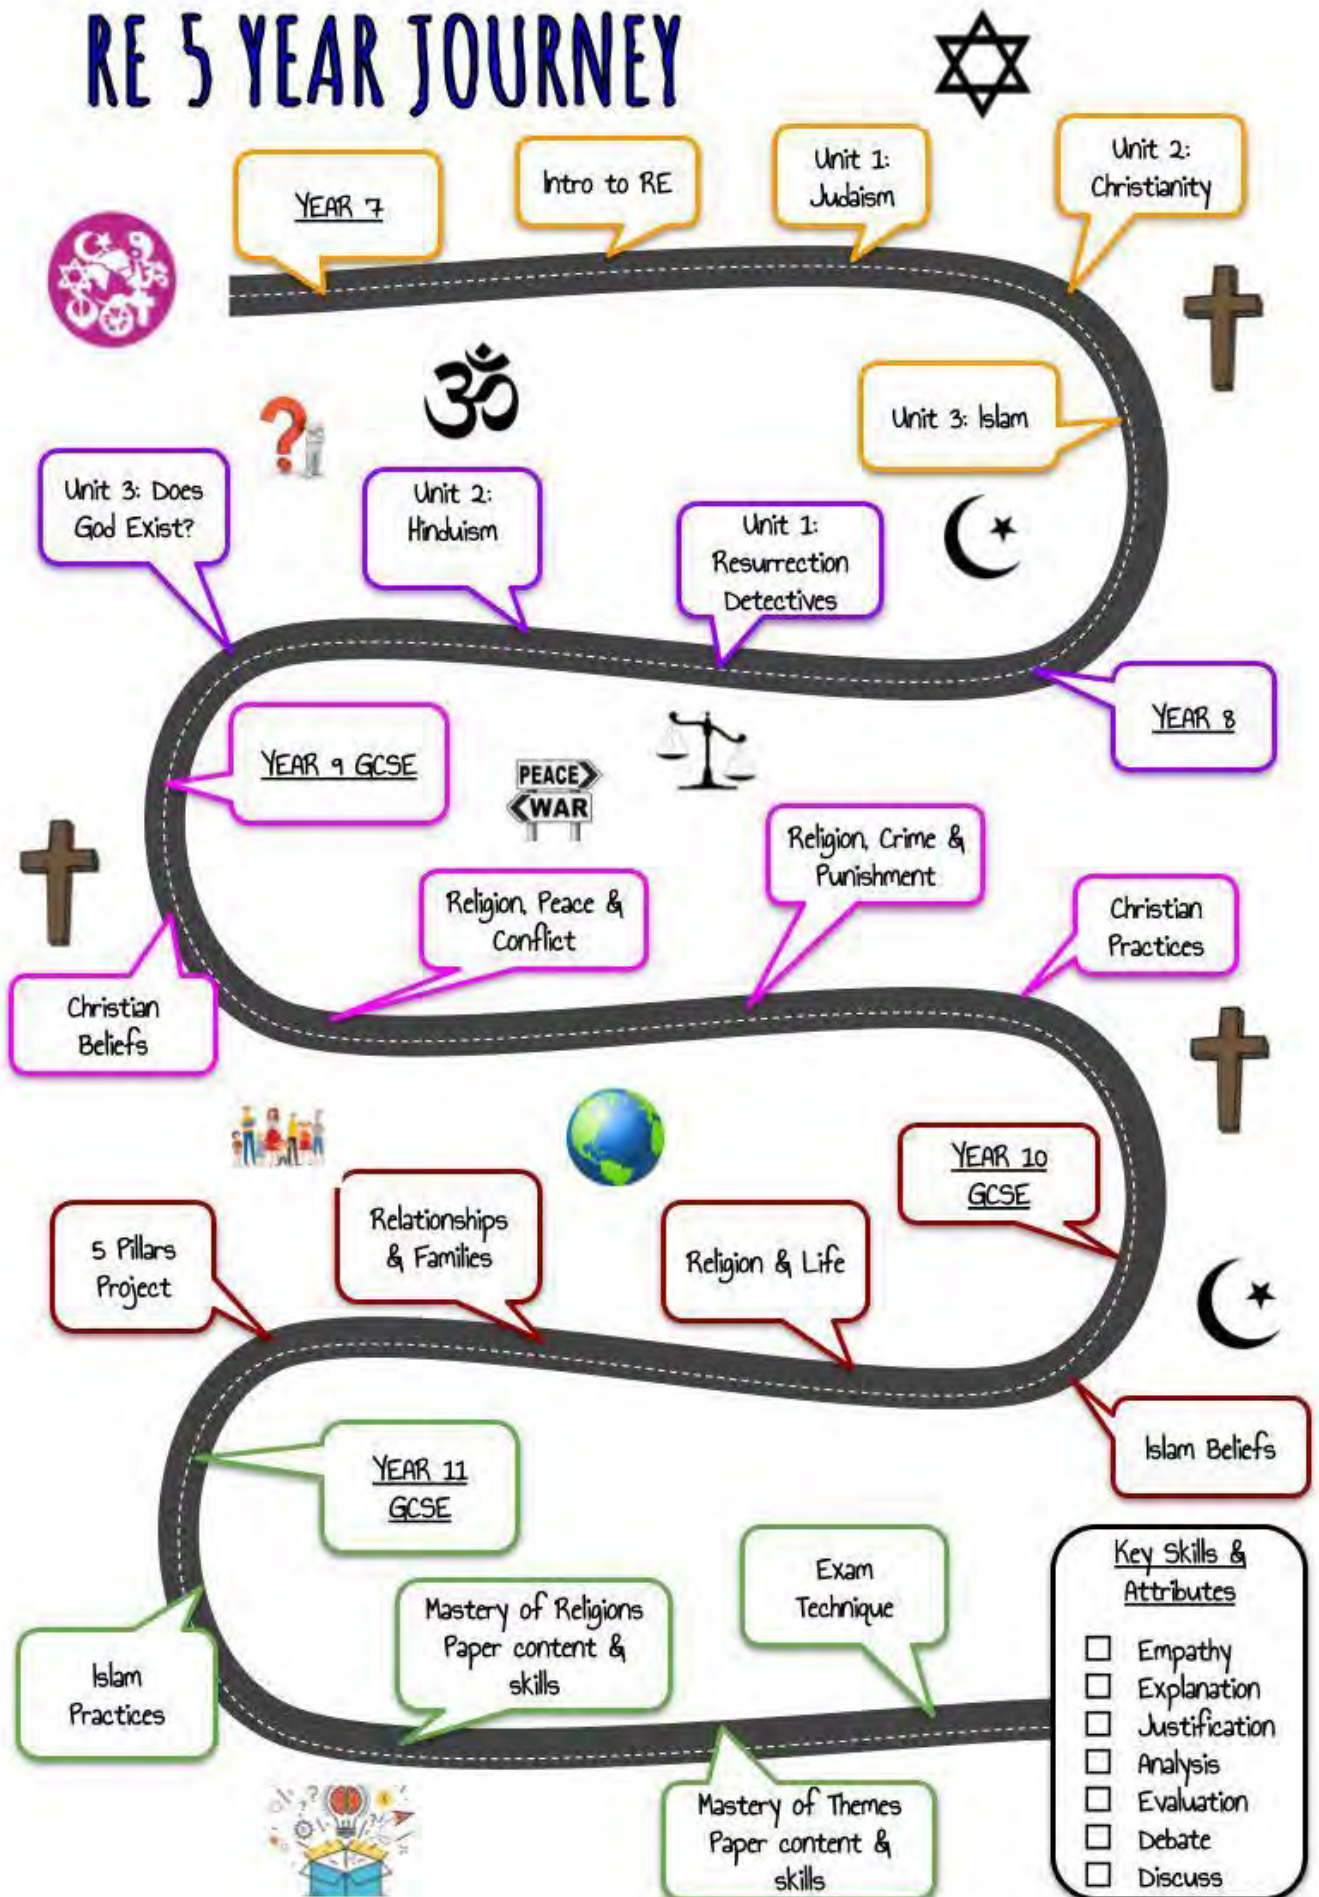 RE 5 YEAR JOURNEY
YEAR 7
Intro to RE
Unit 1:
Judaism
Unit 2:
Christianity
Unit 3: Islam
YEAR 8
Unit 1:
Resurrection
Detectives
Unit 2:
Hinduism
Unit 3: Does
God Exist?
YEAR 9 GCSE
PEACE
WAR
Christian
Beliefs
Religion, Peace &
Conflict
Religion, Crime &
Punishment
Christian
Practices
YEAR 10
GCSE
Islam Beliefs
Religion & Life
Relationships
& Families
5 Pillars
Project
YEAR 11
GCSE
Islam
Practices
Mastery of Religions
Paper content &
skills
Mastery of Themes
Paper content &
skills
Exam
Technique
Key Skills &
Attributes
Empathy
Explanation
Justification
Analysis
Evaluation
Debate
Discuss